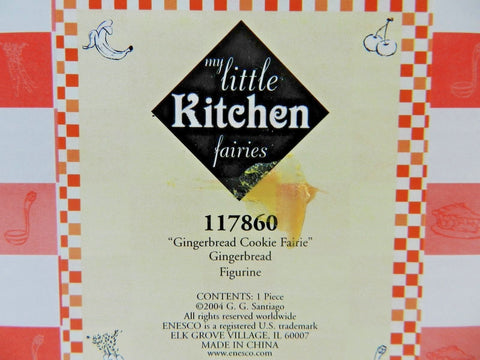 my
little
Kitchen
fairies
117860
"Gingerbread Cookie Fairie"
Gingerbread
Figurine
CONTENTS: 1 Piece
©2004 G. G. Santiago
All rights reserved worldwide
ENESCO is a registered U.S. trademark
ELK GROVE VILLAGE, IL 60007
MADE IN CHINA
www.enesco.com